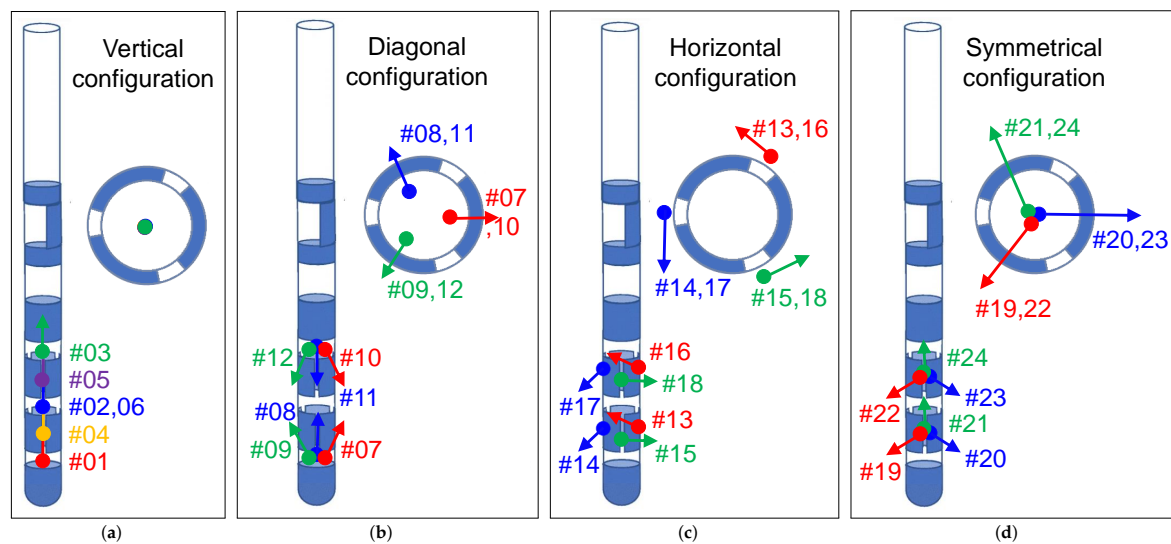 Vertical
configuration
#03
#05
#02,06
#04
#01
(a)
Diagonal
configuration
#08,11
#07
,10
#09,12
#12
#10
#11
#08
#09
#07
(b)
Horizontal
configuration
#13,16
#14,17
#15,18
#16
#18
#17
#13
#15
#14
(c)
Symmetrical
configuration
#21,24
#20,23
#19,22
#24
#23
#22
#21
#20
#19
(d)